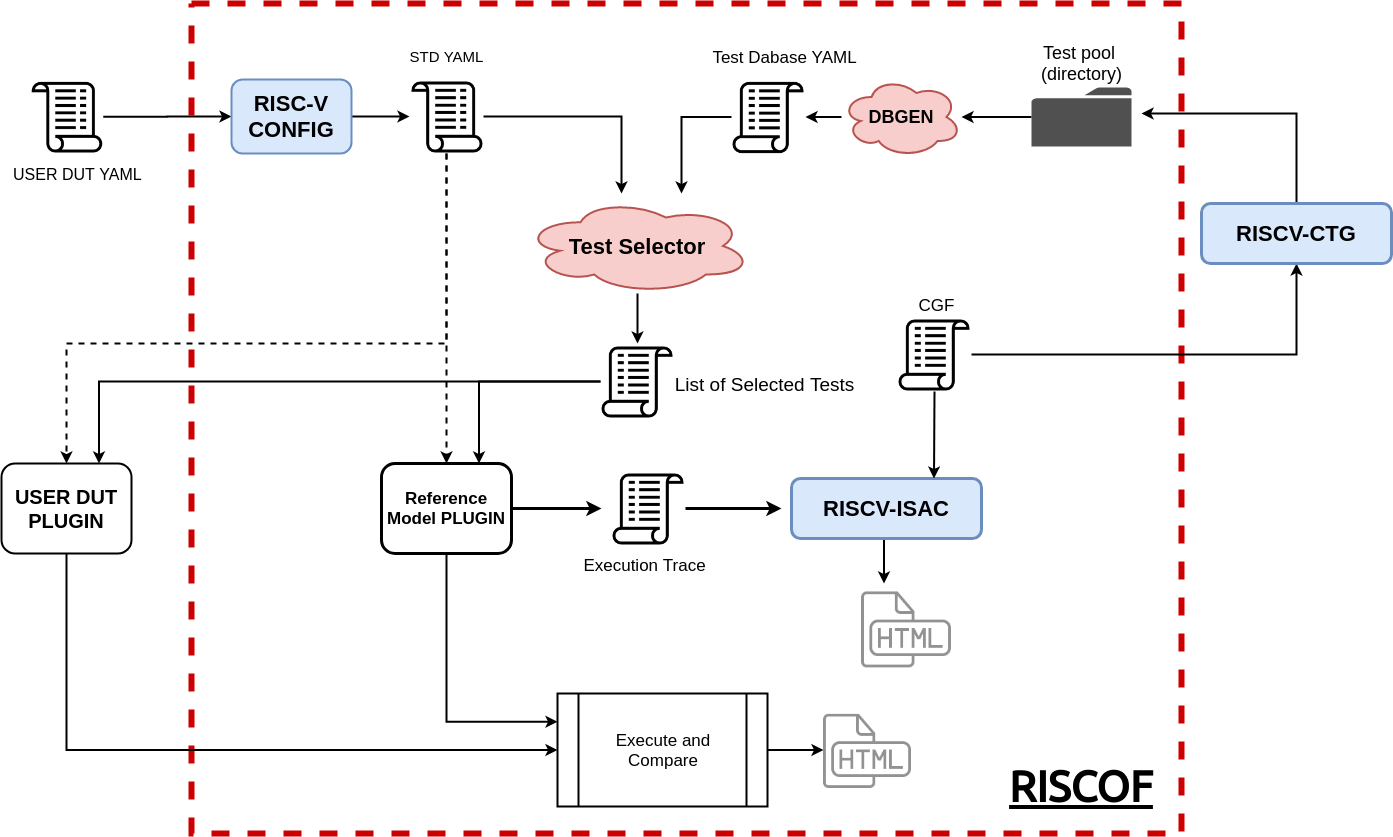 STD YAML
Test Dabase YAML
Test pool
(directory)
RISC-V
CONFIG
DBGEN
USER DUT YAML
Test Selector
RISCV-CTG
CGF
List of Selected Tests
USER DUT
PLUGIN
Reference
Model PLUGIN
RISCV-ISAC
Execution Trace
HTML
Execute and
Compare
HTML
RISCOF